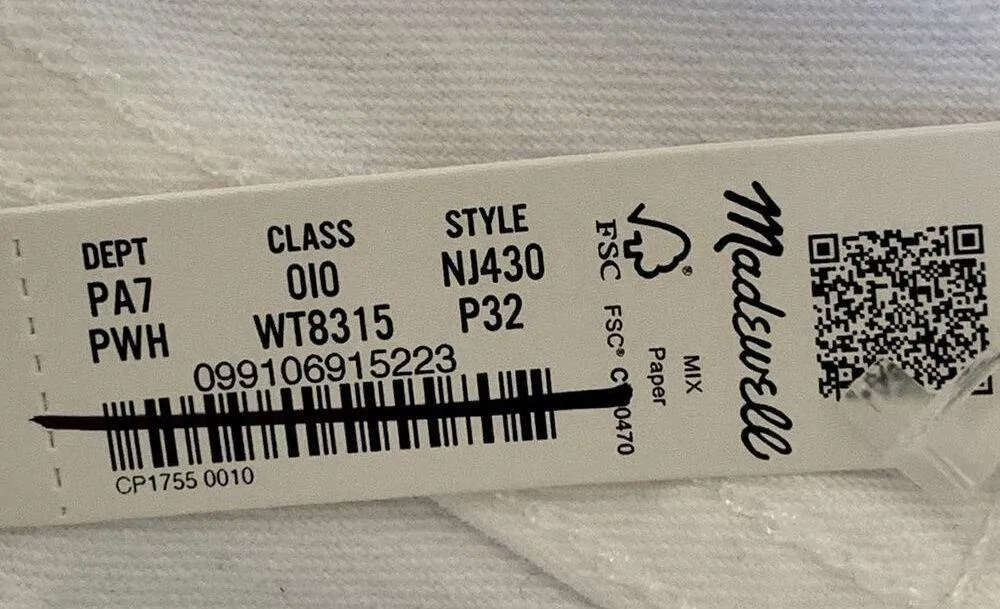 DEPT CLASS STYLE
PA7 010 NJ430
PWH WT8315 P32
099106915223
CP1755 0010
FSC®
FSC®
MIX
Paper
Madewell